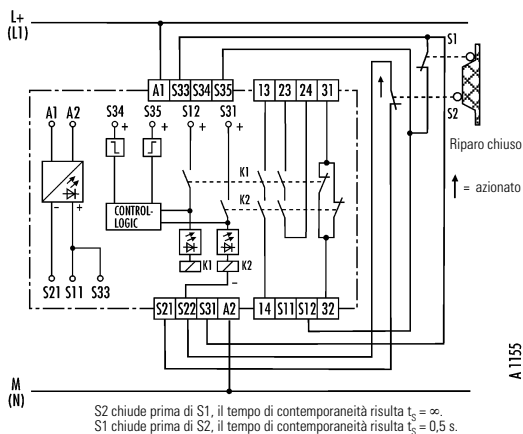 L+
(L1)
S1
A1 S33 S34 S35 13 23 24 31
S2
A1 A2 S34 S35 S12 S31
+ + + +
Riparo chiuso
K1
= azionato
K2
CONTROL-
LOGIC
– +
K1 K2
–
S21 S11 S33
S21 S22 S31 A2 14 S11 S12 32
A 1155
M
(N)
S2 chiude prima di S1, il tempo di contemporaneità risulta tS = ∞.
S1 chiude prima di S2, il tempo di contemporaneità risulta tS = 0,5 s.